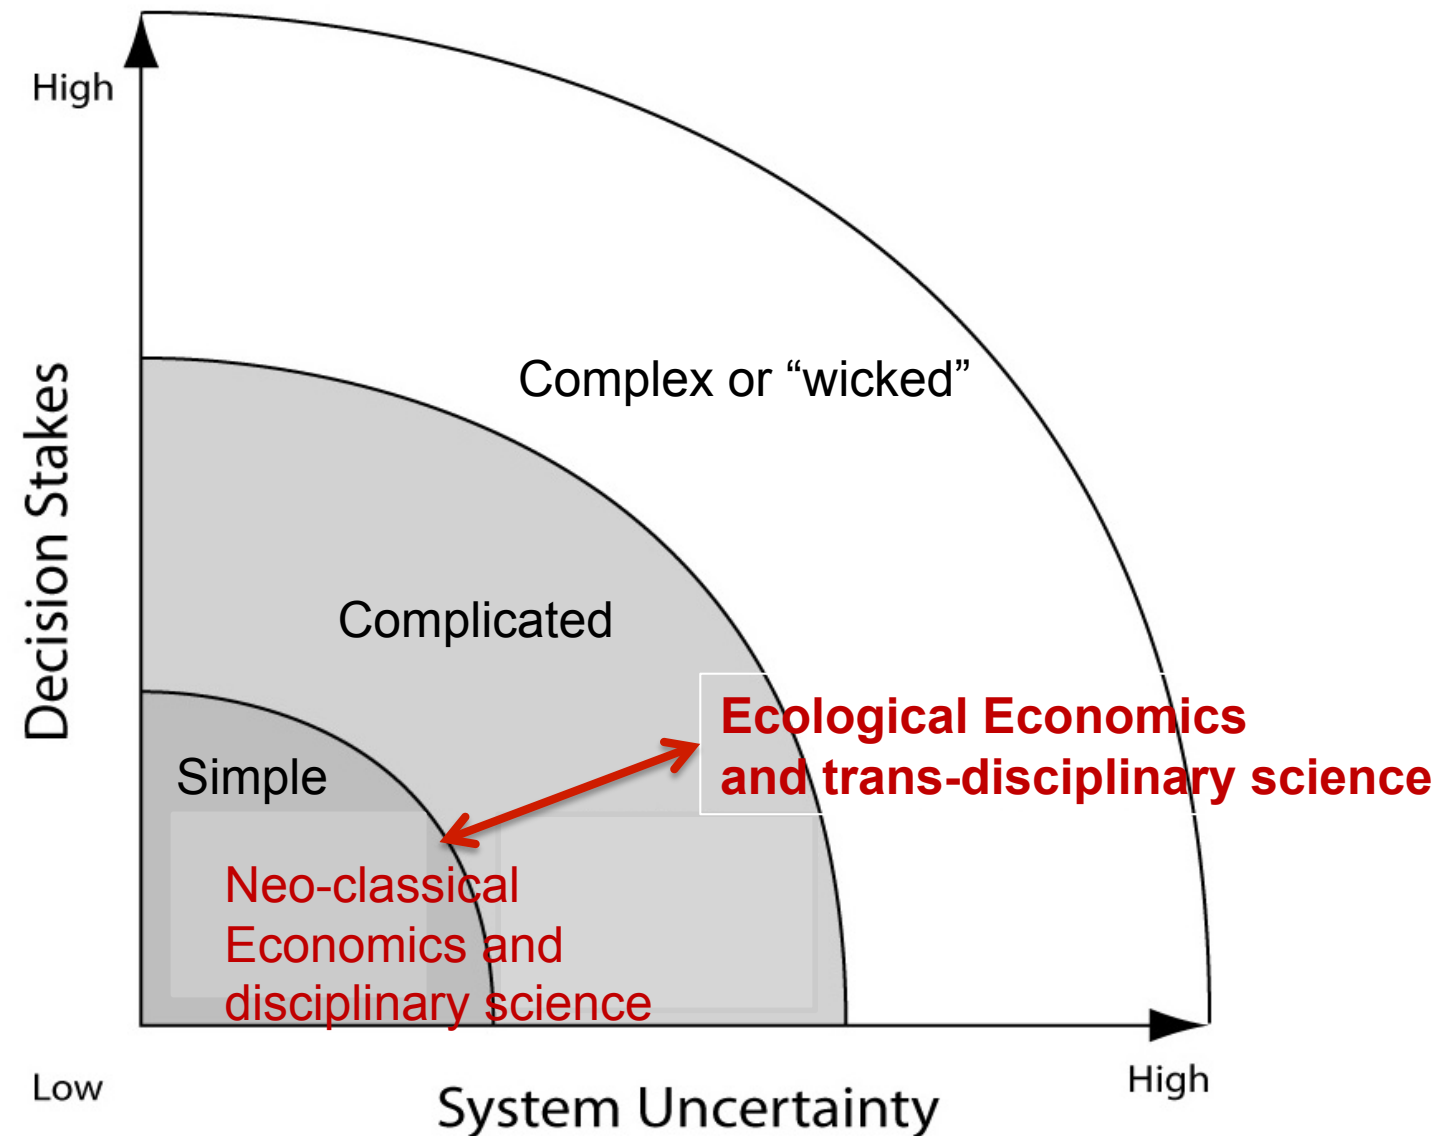 High
Decision Stakes
Complex or “wicked”
Complicated
Ecological Economics
and trans-disciplinary science
Simple
Neo-classical
Economics and
disciplinary science
Low
System Uncertainty
High